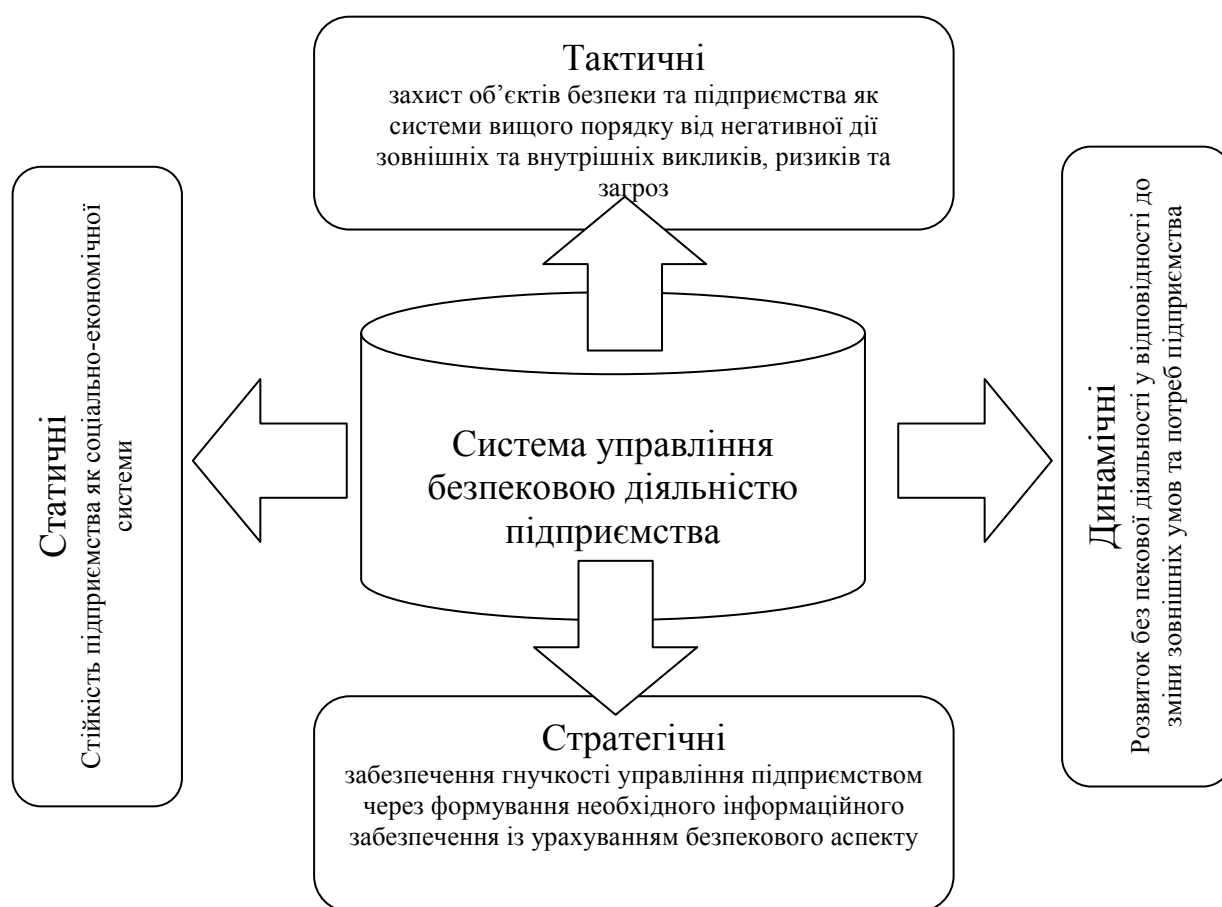 Тактичні
захист об’єктів безпеки та підприємства як
системи вищого порядку від негативної дії
зовнішніх та внутрішніх викликів, ризиків та
загроз
Статичні
Стійкість підприємства як соціально-економічної
системи
Система управління
безпековою діяльністю
підприємства
Динамічні
Розвиток без пекової діяльності у відповідності до
зміни зовнішніх умов та потреб підприємства
Стратегічні
забезпечення гнучкості управління підприємством
через формування необхідного інформаційного
забезпечення із урахуванням безпекового аспекту